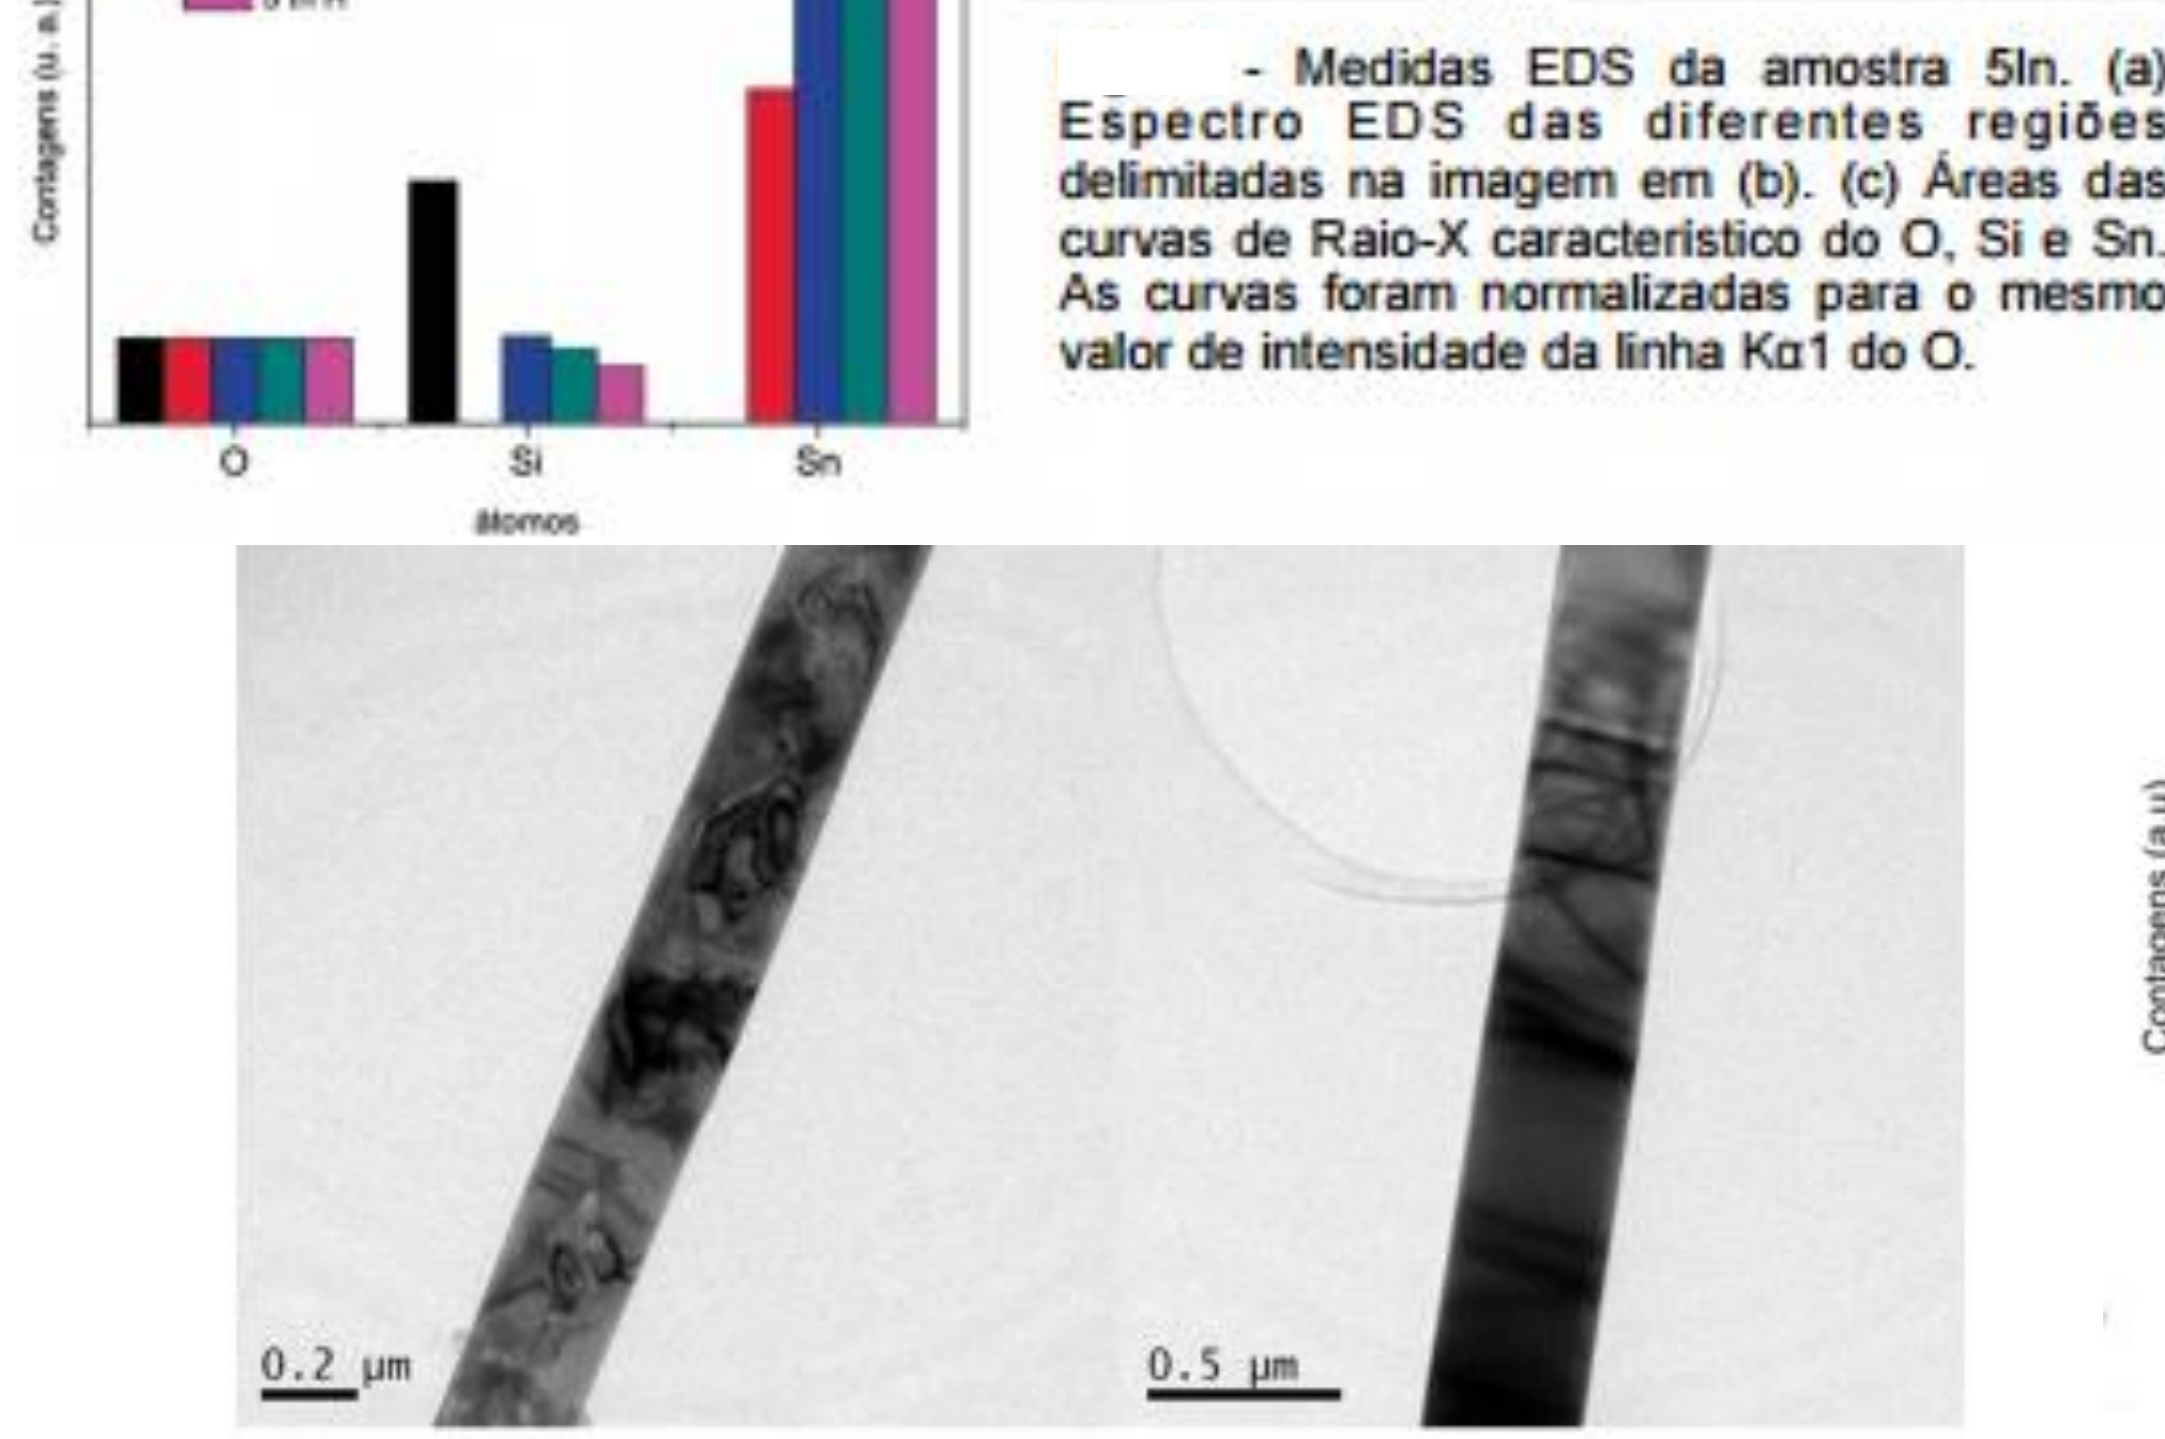 Contagens (u. a.)
- Medidas EDS da amostra 5In. (a)
Espectro EDS das diferentes regiões
delimitadas na imagem em (b). (c) Áreas das
curvas de Raio-X característico do O, Si e Sn.
As curvas foram normalizadas para o mesmo
valor de intensidade da linha Kα1 do O.
O Si Sn
átomos
0.2 µm
0.5 µm
Contagens (a.u)